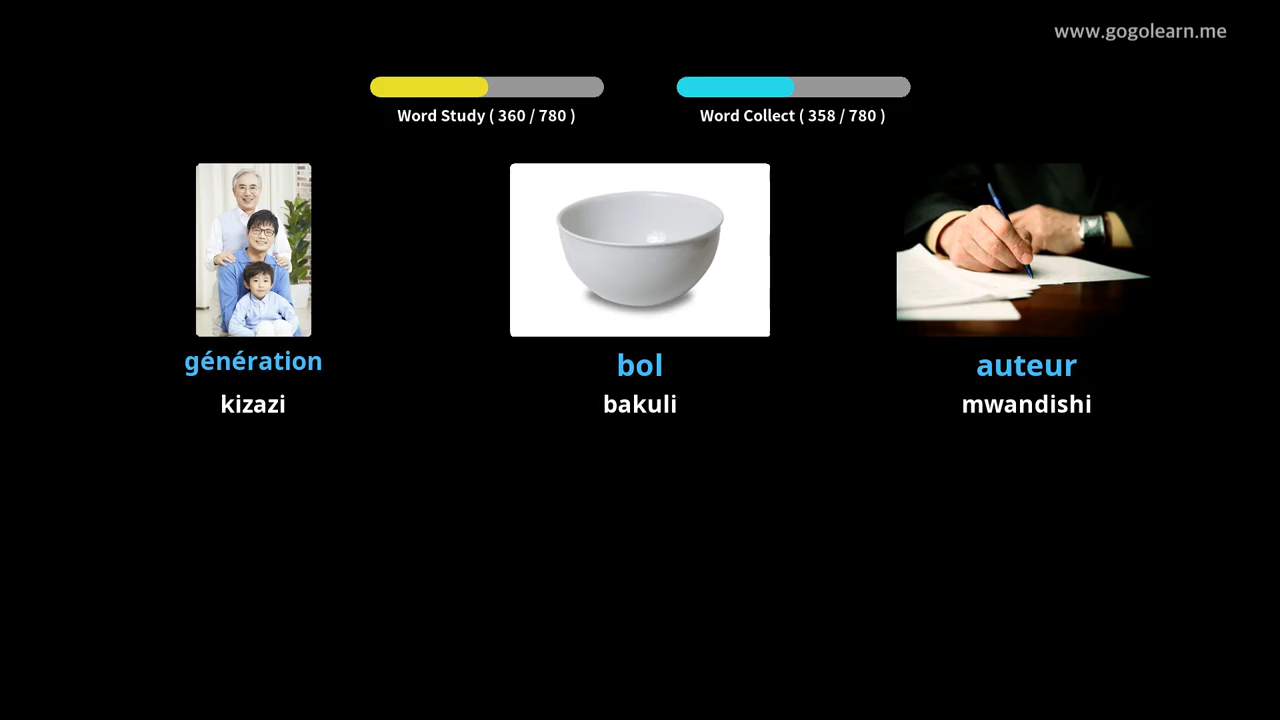 www.gogolearn.me
Word Study ( 360 / 780 )
Word Collect ( 358 / 780 )
génération
kizazi
bol
bakuli
auteur
mwandishi